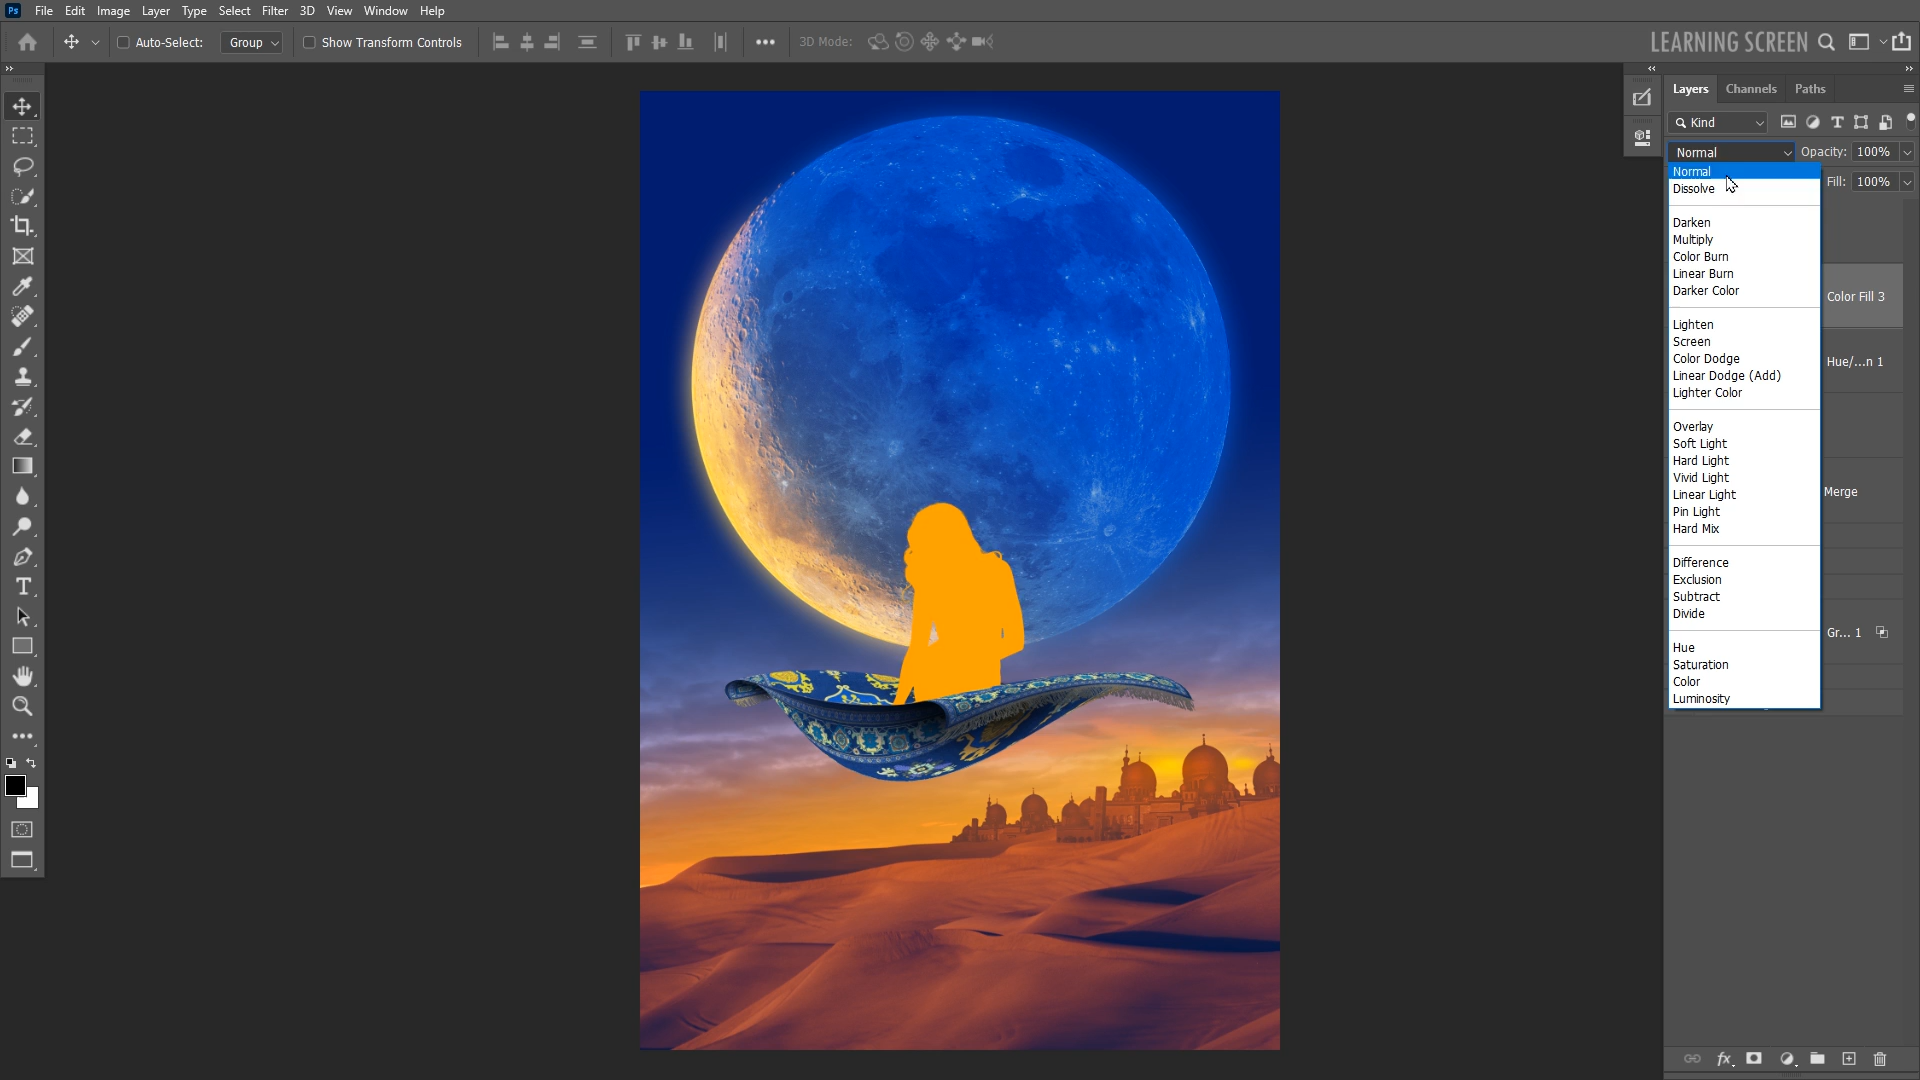 Ps File Edit Image Layer Type Select Filter 3D View Window Help
Auto-Select: Group Show Transform Controls 3D Mode: LEARNING SCREEN
Layers Channels Paths
Kind
Normal Opacity: 100%
Normal
Fill: 100%
Dissolve
Darken
Multiply
Color Burn
Linear Burn
Darker Color
Color Fill 3
Lighten
Screen
Color Dodge
Hue/...n 1
Linear Dodge (Add)
Lighter Color
Overlay
Soft Light
Hard Light
Vivid Light
Linear Light
Merge
Pin Light
Hard Mix
Difference
Exclusion
Subtract
Divide
Gr... 1
Hue
Saturation
Color
Luminosity
fx